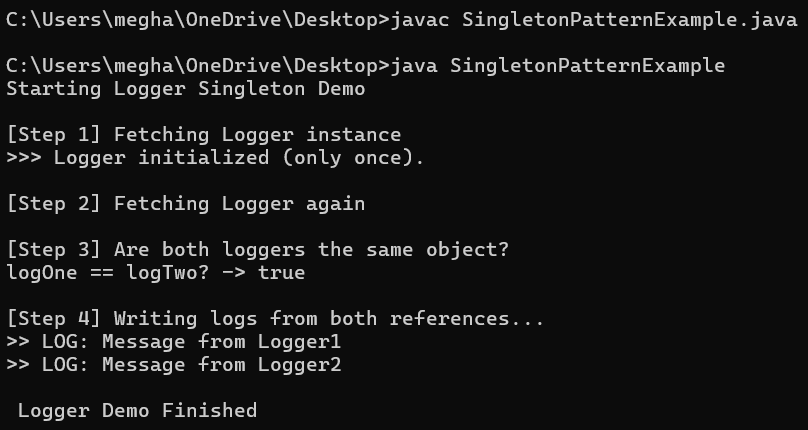 C:\Users\megha\OneDrive\Desktop>javac SingletonPatternExample.java
C:\Users\megha\OneDrive\Desktop>java SingletonPatternExample
Starting Logger Singleton Demo
[Step 1] Fetching Logger instance
>>> Logger initialized (only once).
[Step 2] Fetching Logger again
[Step 3] Are both loggers the same object?
logOne == logTwo? -> true
[Step 4] Writing logs from both references...
>> LOG: Message from Logger1
>> LOG: Message from Logger2
Logger Demo Finished